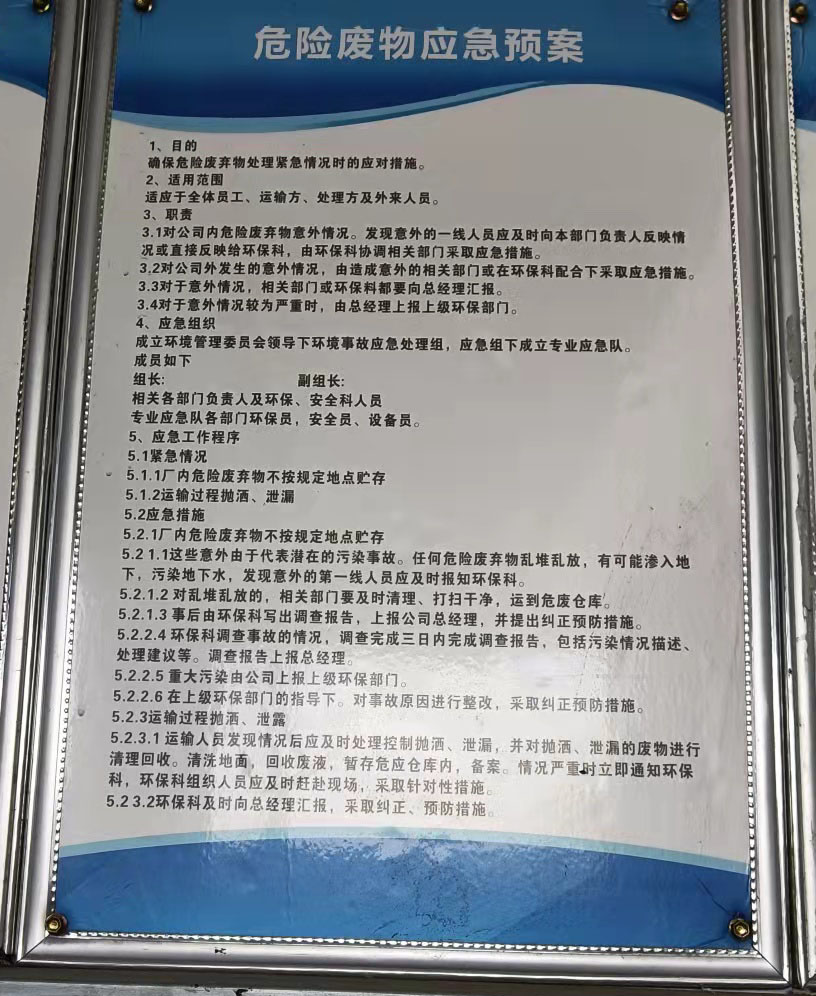 危险废物应急预案
1、目的
确保危险废弃物处理紧急情况时的应对措施。
2、适用范围
适应于全体员工、运输方、处理方及外来人员。
3、职责
3.1对公司内危险废弃物意外情况。发现意外的一线人员应及时向本部门负责人反映情
况或直接反映给环保科，由环保科协调相关部门采取应急措施。
3.2对公司外发生的意外情况，由造成意外的相关部门或在环保科配合下采取应急措施。
3.3对于意外情况，相关部门或环保料都要向总经理汇报。
3.4对于意外情况较为严重时，由总经理上报上级环保部门。
4、应急组织
成立环境管理委员会领导下环境事故应急处理组，应急组下成立专业应急队。
成员如下
组长: 副组长:
相关各部门负责人及环保、安全科人员
专业应急队各部门环保员，安全员、设备员。
5、应急工作程序
5.1紧急情况
5.1.1厂内危险废弃物不按规定地点贮存
5.1.2运输过程抛洒、泄漏
5.2应急措施
5.2.1厂内危险废弃物不按规定地点贮存
5.2 1.1这些意外由于代表潜在的污染事故。任何危险废弃物乱堆乱放，有可能渗入地
下，污染地下水，发现意外的第一线人员应及时报知环保科。
5.2.1.2 对乱堆乱放的，相关部门要及时清理、打扫干净，运到危废仓库。
5.2.1.3 事后由环保科写出调查报告，上报公司总经理，并提出纠正预防措施。
5.2.2.4 环保科调查事故的情况，调查完成三日内完成调查报告，包括污染情况描述、
处理建议等。调查报告上报总经理。
5.2.2.5 重大污染由公司上报上级环保部门。
5.2.2.6 在上级环保部门的指导下。对事故原因进行整改，采取纠正预防措施。
5.2.3运输过程抛洒、泄露
5.2.3.1 运输人员发现情况后应及时处理控制抛洒、泄漏，并对抛洒、泄漏的废物进行
清理回收。清洗地面，回收废液，暂存危应仓库内，备案。情况严重时立即通知环保
科，环保科组织人员应及时赶赴现场，采取针对性措施。
5.2 3.2环保科及时向总经理汇报，采取纠正、预防措施。